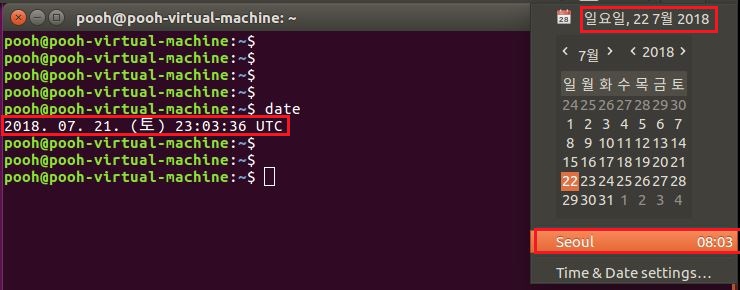 pooh@pooh-virtual-machine: ~
pooh@pooh-virtual-machine:~$
pooh@pooh-virtual-machine:~$
pooh@pooh-virtual-machine:~$
pooh@pooh-virtual-machine:~$
pooh@pooh-virtual-machine:~$ date
2018. 07. 21. (토) 23:03:36 UTC
pooh@pooh-virtual-machine:~$
pooh@pooh-virtual-machine:~$
pooh@pooh-virtual-machine:~$
28 일요일, 22 7월 2018
< 7월 > < 2018 >
일 월 화 수 목 금 토
24 25 26 27 28 29 30
1 2 3 4 5 6 7
8 9 10 11 12 13 14
15 16 17 18 19 20 21
22 23 24 25 26 27 28
29 30 31 1 2 3 4
Seoul 08:03
Time & Date settings...